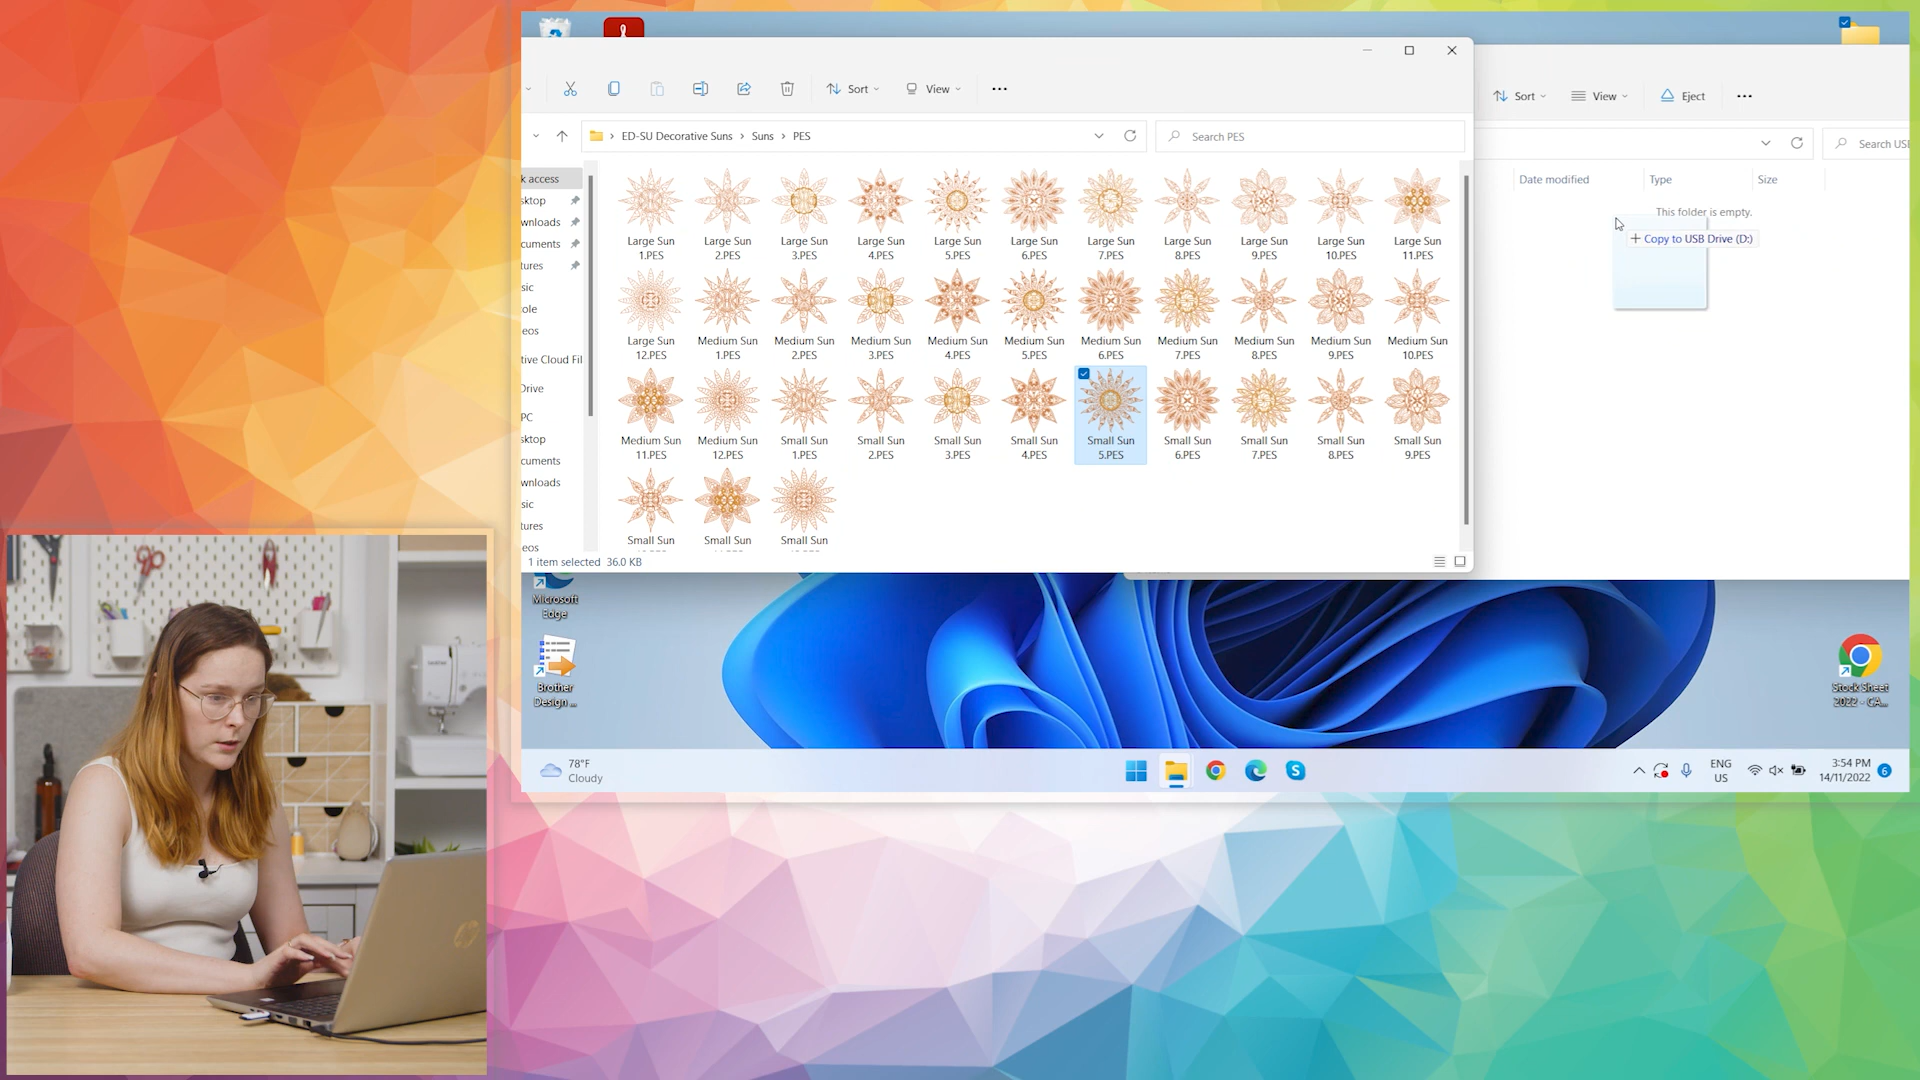 Sort
View
ED-SU Decorative Suns
Suns
PES
Search PES
k access
sktop
wnloads
cuments
tures
sic
ole
eos
tive Cloud Fil
Drive
PC
sktop
cuments
wnloads
sic
tures
eos
Large Sun
1.PES
Large Sun
2.PES
Large Sun
3.PES
Large Sun
4.PES
Large Sun
5.PES
Large Sun
6.PES
Large Sun
7.PES
Large Sun
8.PES
Large Sun
9.PES
Large Sun
10.PES
Large Sun
11.PES
Large Sun
12.PES
Medium Sun
1.PES
Medium Sun
2.PES
Medium Sun
3.PES
Medium Sun
4.PES
Medium Sun
5.PES
Medium Sun
6.PES
Medium Sun
7.PES
Medium Sun
8.PES
Medium Sun
9.PES
Medium Sun
10.PES
Medium Sun
11.PES
Medium Sun
12.PES
Small Sun
1.PES
Small Sun
2.PES
Small Sun
3.PES
Small Sun
4.PES
Small Sun
5.PES
Small Sun
6.PES
Small Sun
7.PES
Small Sun
8.PES
Small Sun
9.PES
Small Sun
Small Sun
Small Sun
1 item selected 36.0 KB
Sort
View
Eject
Search USB
Date modified
Type
Size
This folder is empty.
+ Copy to USB Drive (D:)
Microsoft
Edge
Brother
Design ...
Stock Sheet
2022 - CA...
78°F
Cloudy
ENG
US
3:54 PM
14/11/2022
6